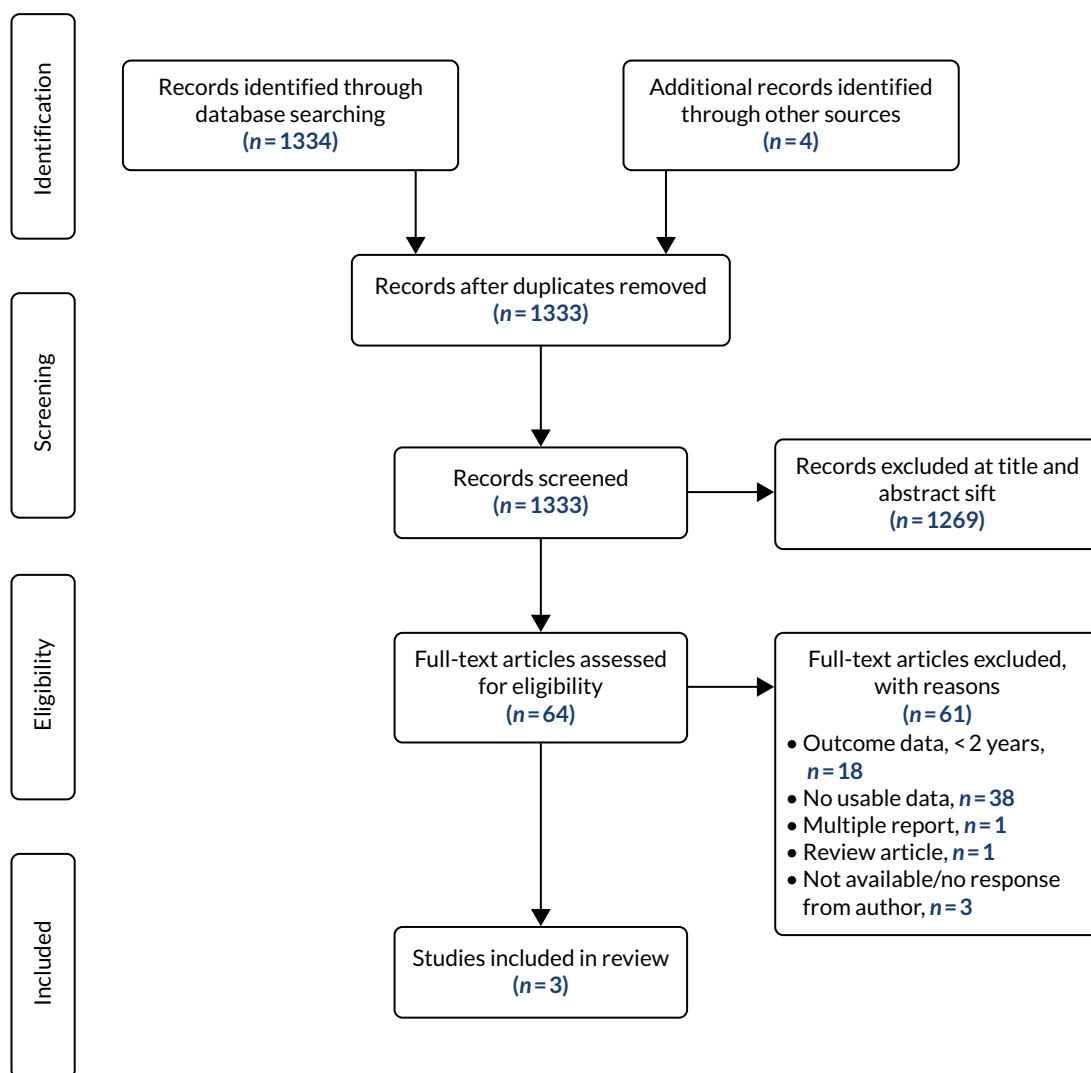 Identification
Records identified through
database searching
(n = 1334)
Additional records identified
through other sources
(n = 4)
Records after duplicates removed
(n = 1333)
Screening
Records screened
(n = 1333)
Records excluded at title and
abstract sift
(n = 1269)
Eligibility
Full-text articles assessed
for eligibility
(n = 64)
Full-text articles excluded,
with reasons
(n = 61)
• Outcome data, < 2 years,
n = 18
• No usable data, n = 38
• Multiple report, n = 1
• Review article, n = 1
• Not available/no response
from author, n = 3
Included
Studies included in review
(n = 3)